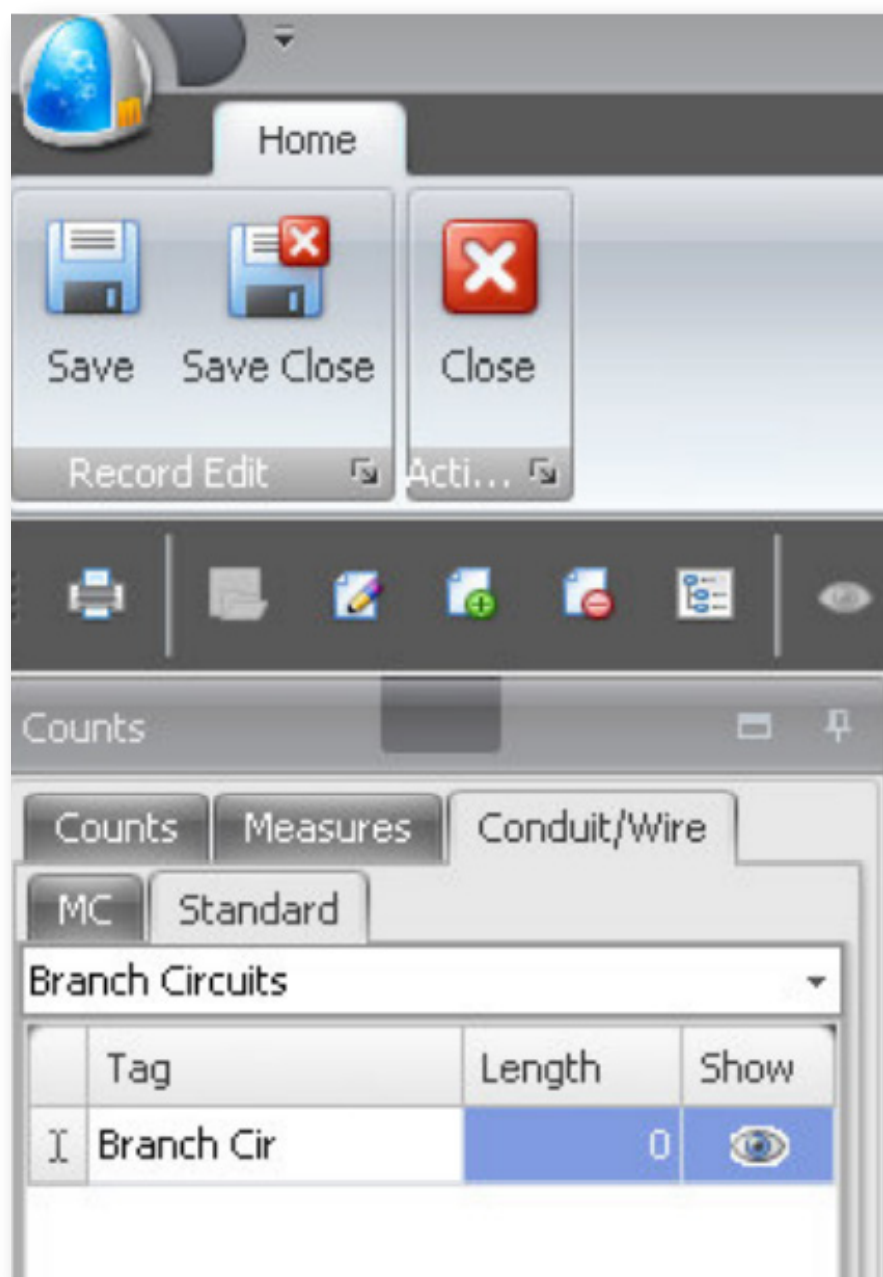 Home
Save Save Close Close
Record Edit Acti...
Counts
Counts Measures Conduit/Wire
MC Standard
Branch Circuits
Tag Length Show
Branch Cir 0